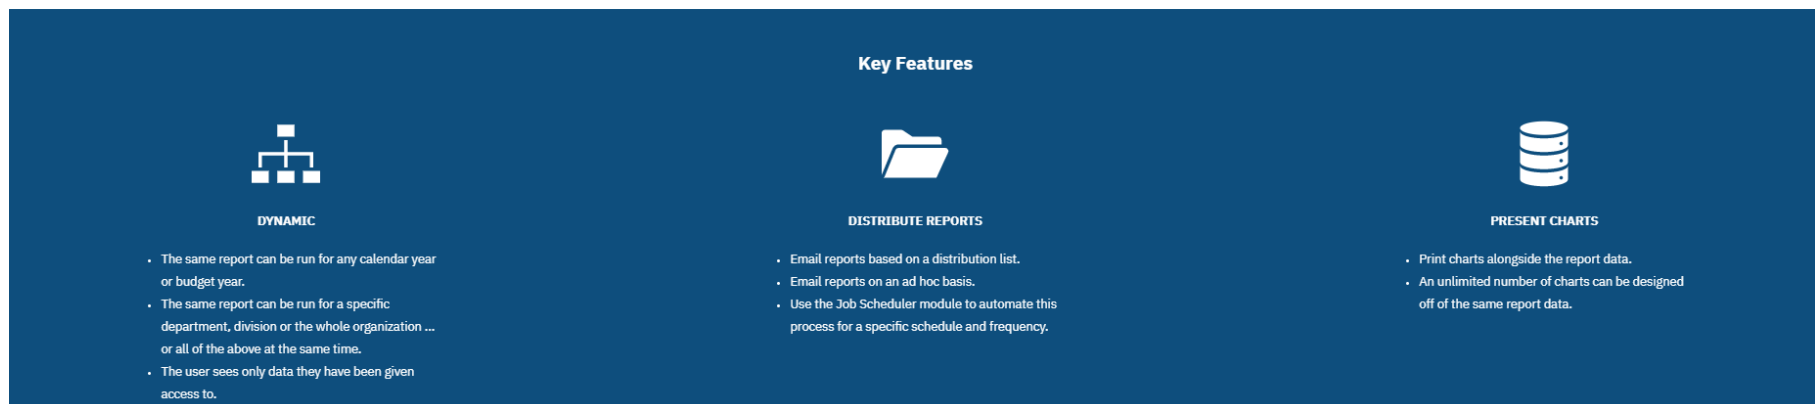 Key Features
DYNAMIC
• The same report can be run for any calendar year
or budget year.
• The same report can be run for a specific
department, division or the whole organization ...
or all of the above at the same time.
• The user sees only data they have been given
access to.
DISTRIBUTE REPORTS
• Email reports based on a distribution list.
• Email reports on an ad hoc basis.
• Use the Job Scheduler module to automate this
process for a specific schedule and frequency.
PRESENT CHARTS
• Print charts alongside the report data.
• An unlimited number of charts can be designed
off of the same report data.